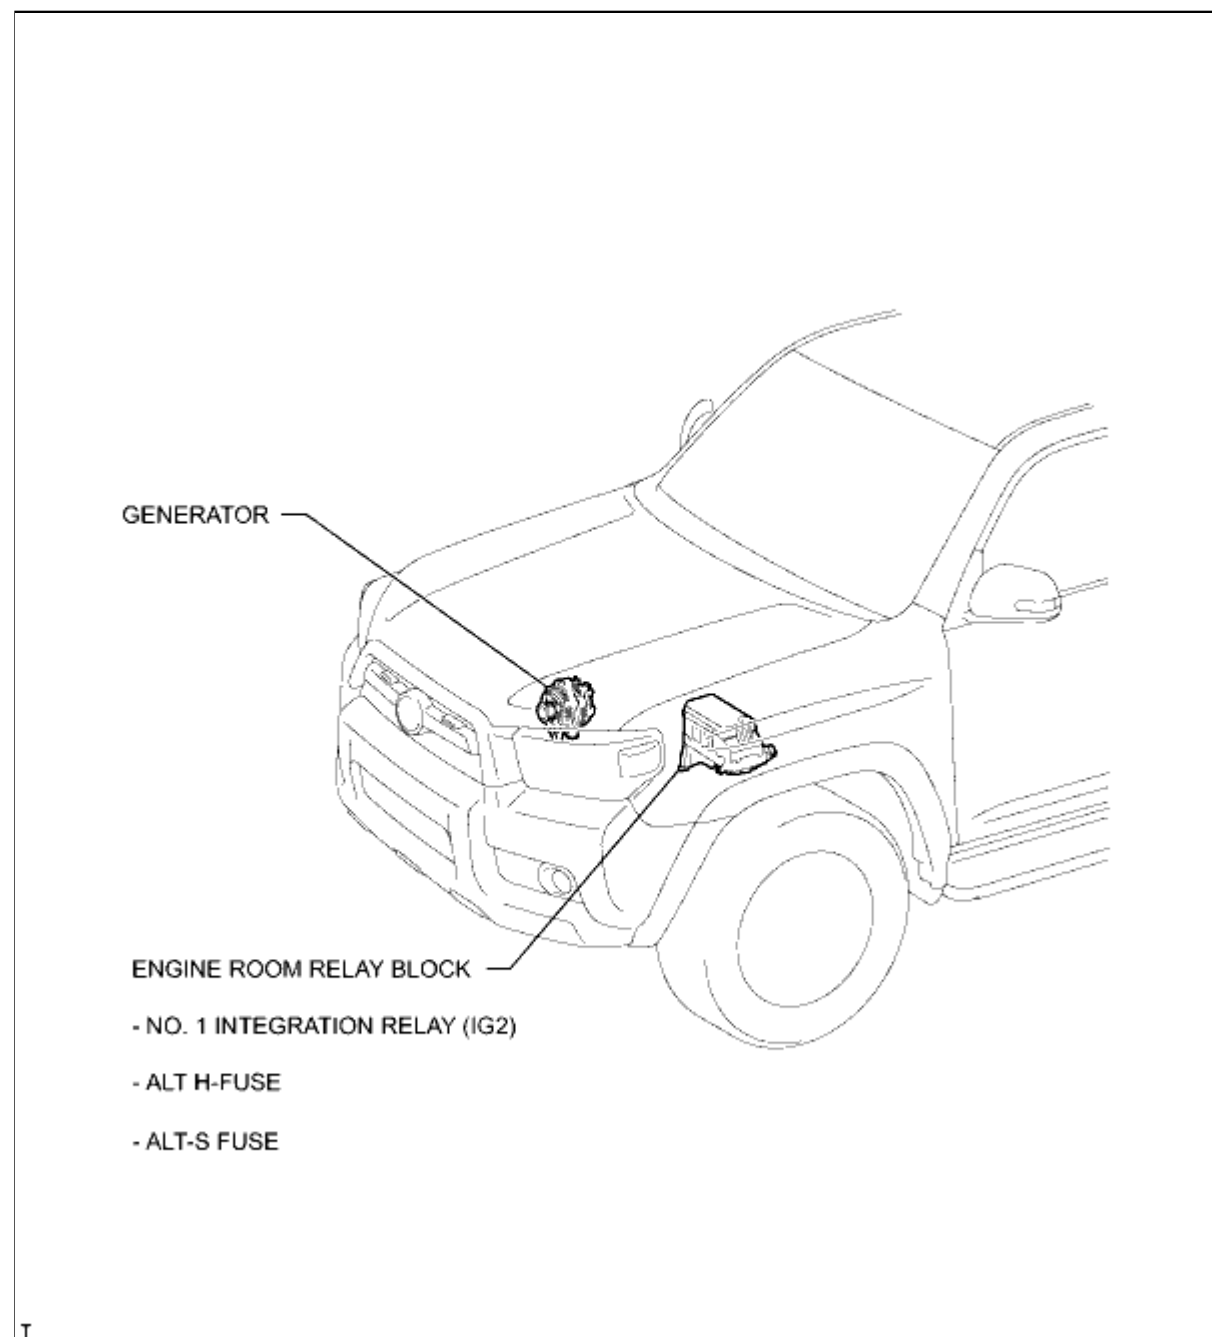 GENERATOR
ENGINE ROOM RELAY BLOCK
- NO. 1 INTEGRATION RELAY (IG2)
- ALT H-FUSE
- ALT-S FUSE
T